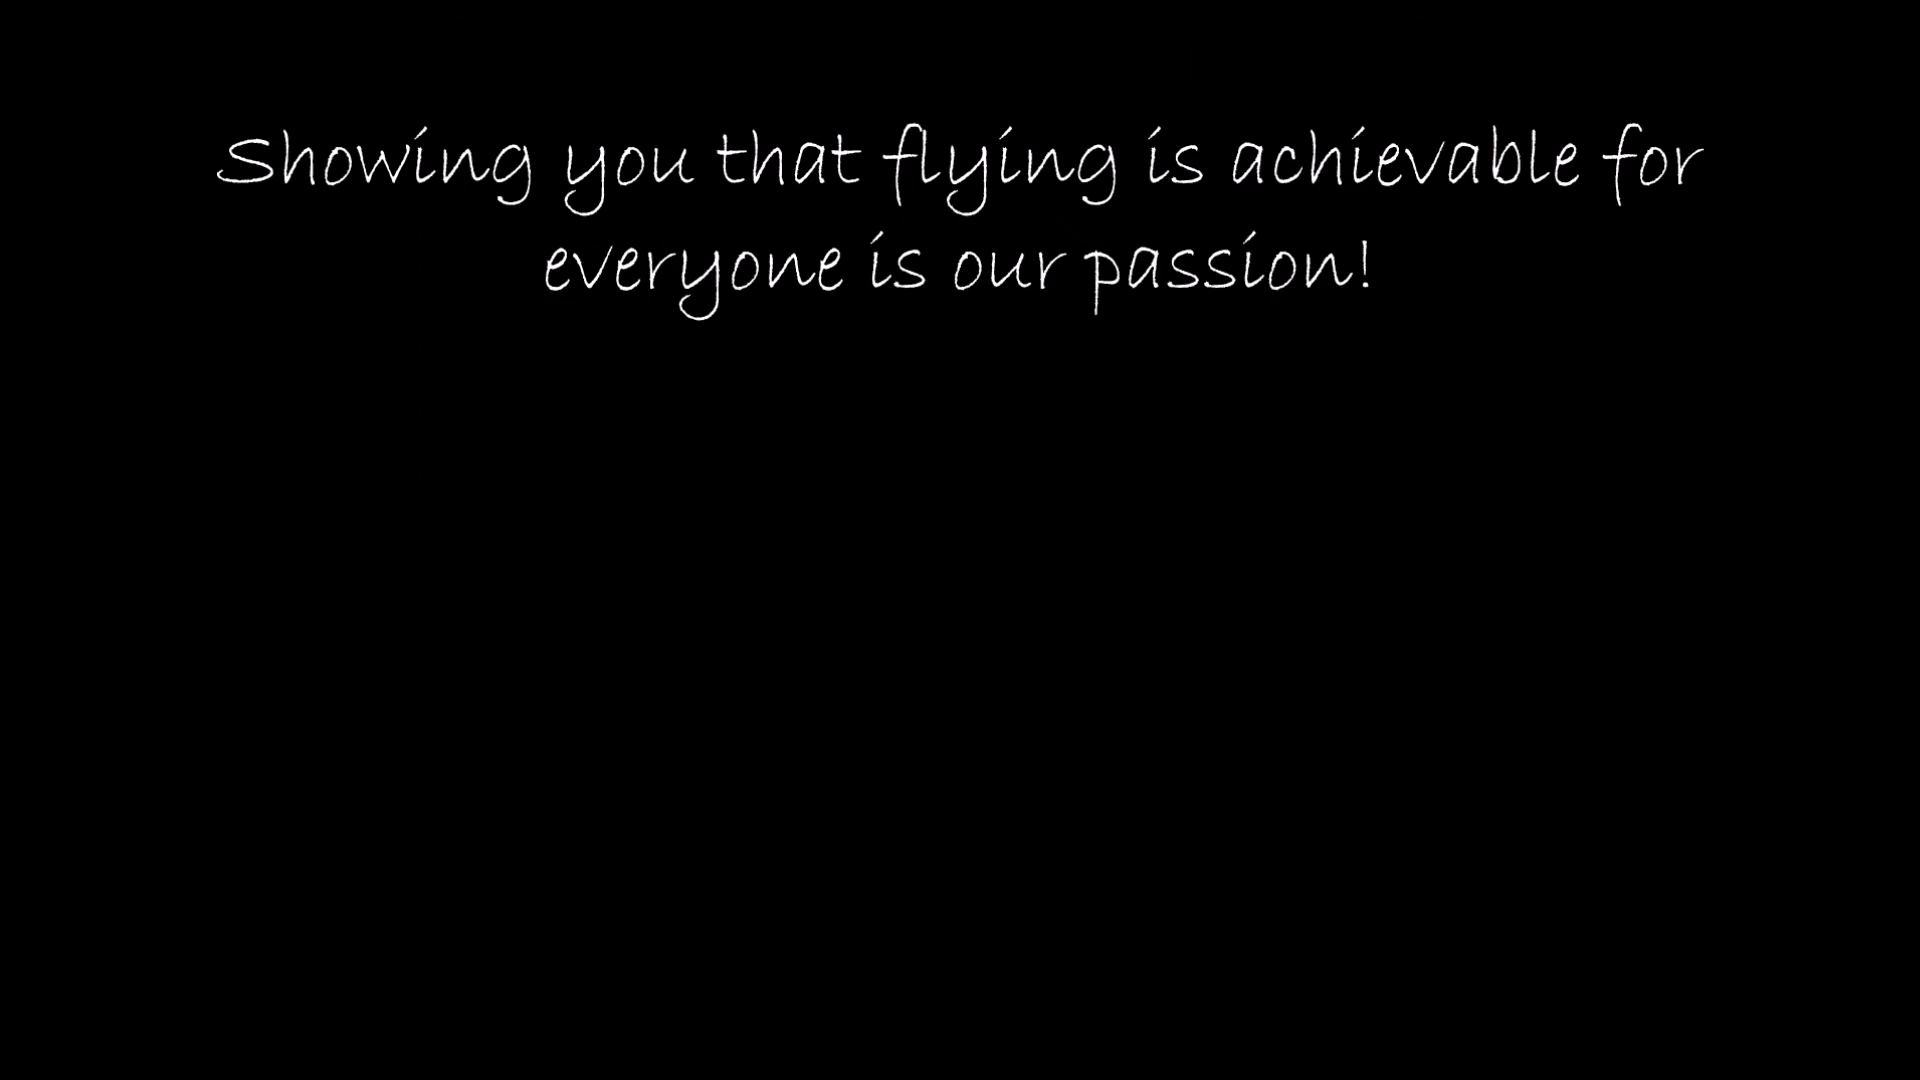 Showing you that flying is achievable for
everyone is our passion!